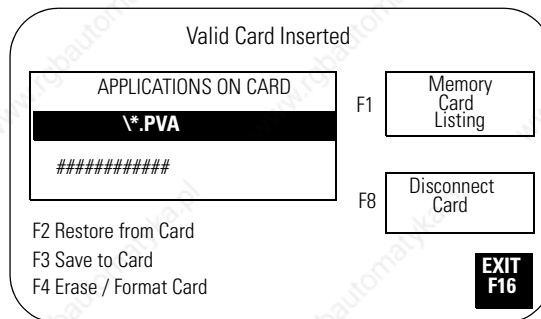 Valid Card Inserted
APPLICATIONS ON CARD
\*.PVA
############
F1
Memory
Card
Listing
F8
Disconnect
Card
F2 Restore from Card
F3 Save to Card
F4 Erase / Format Card
EXIT
F16